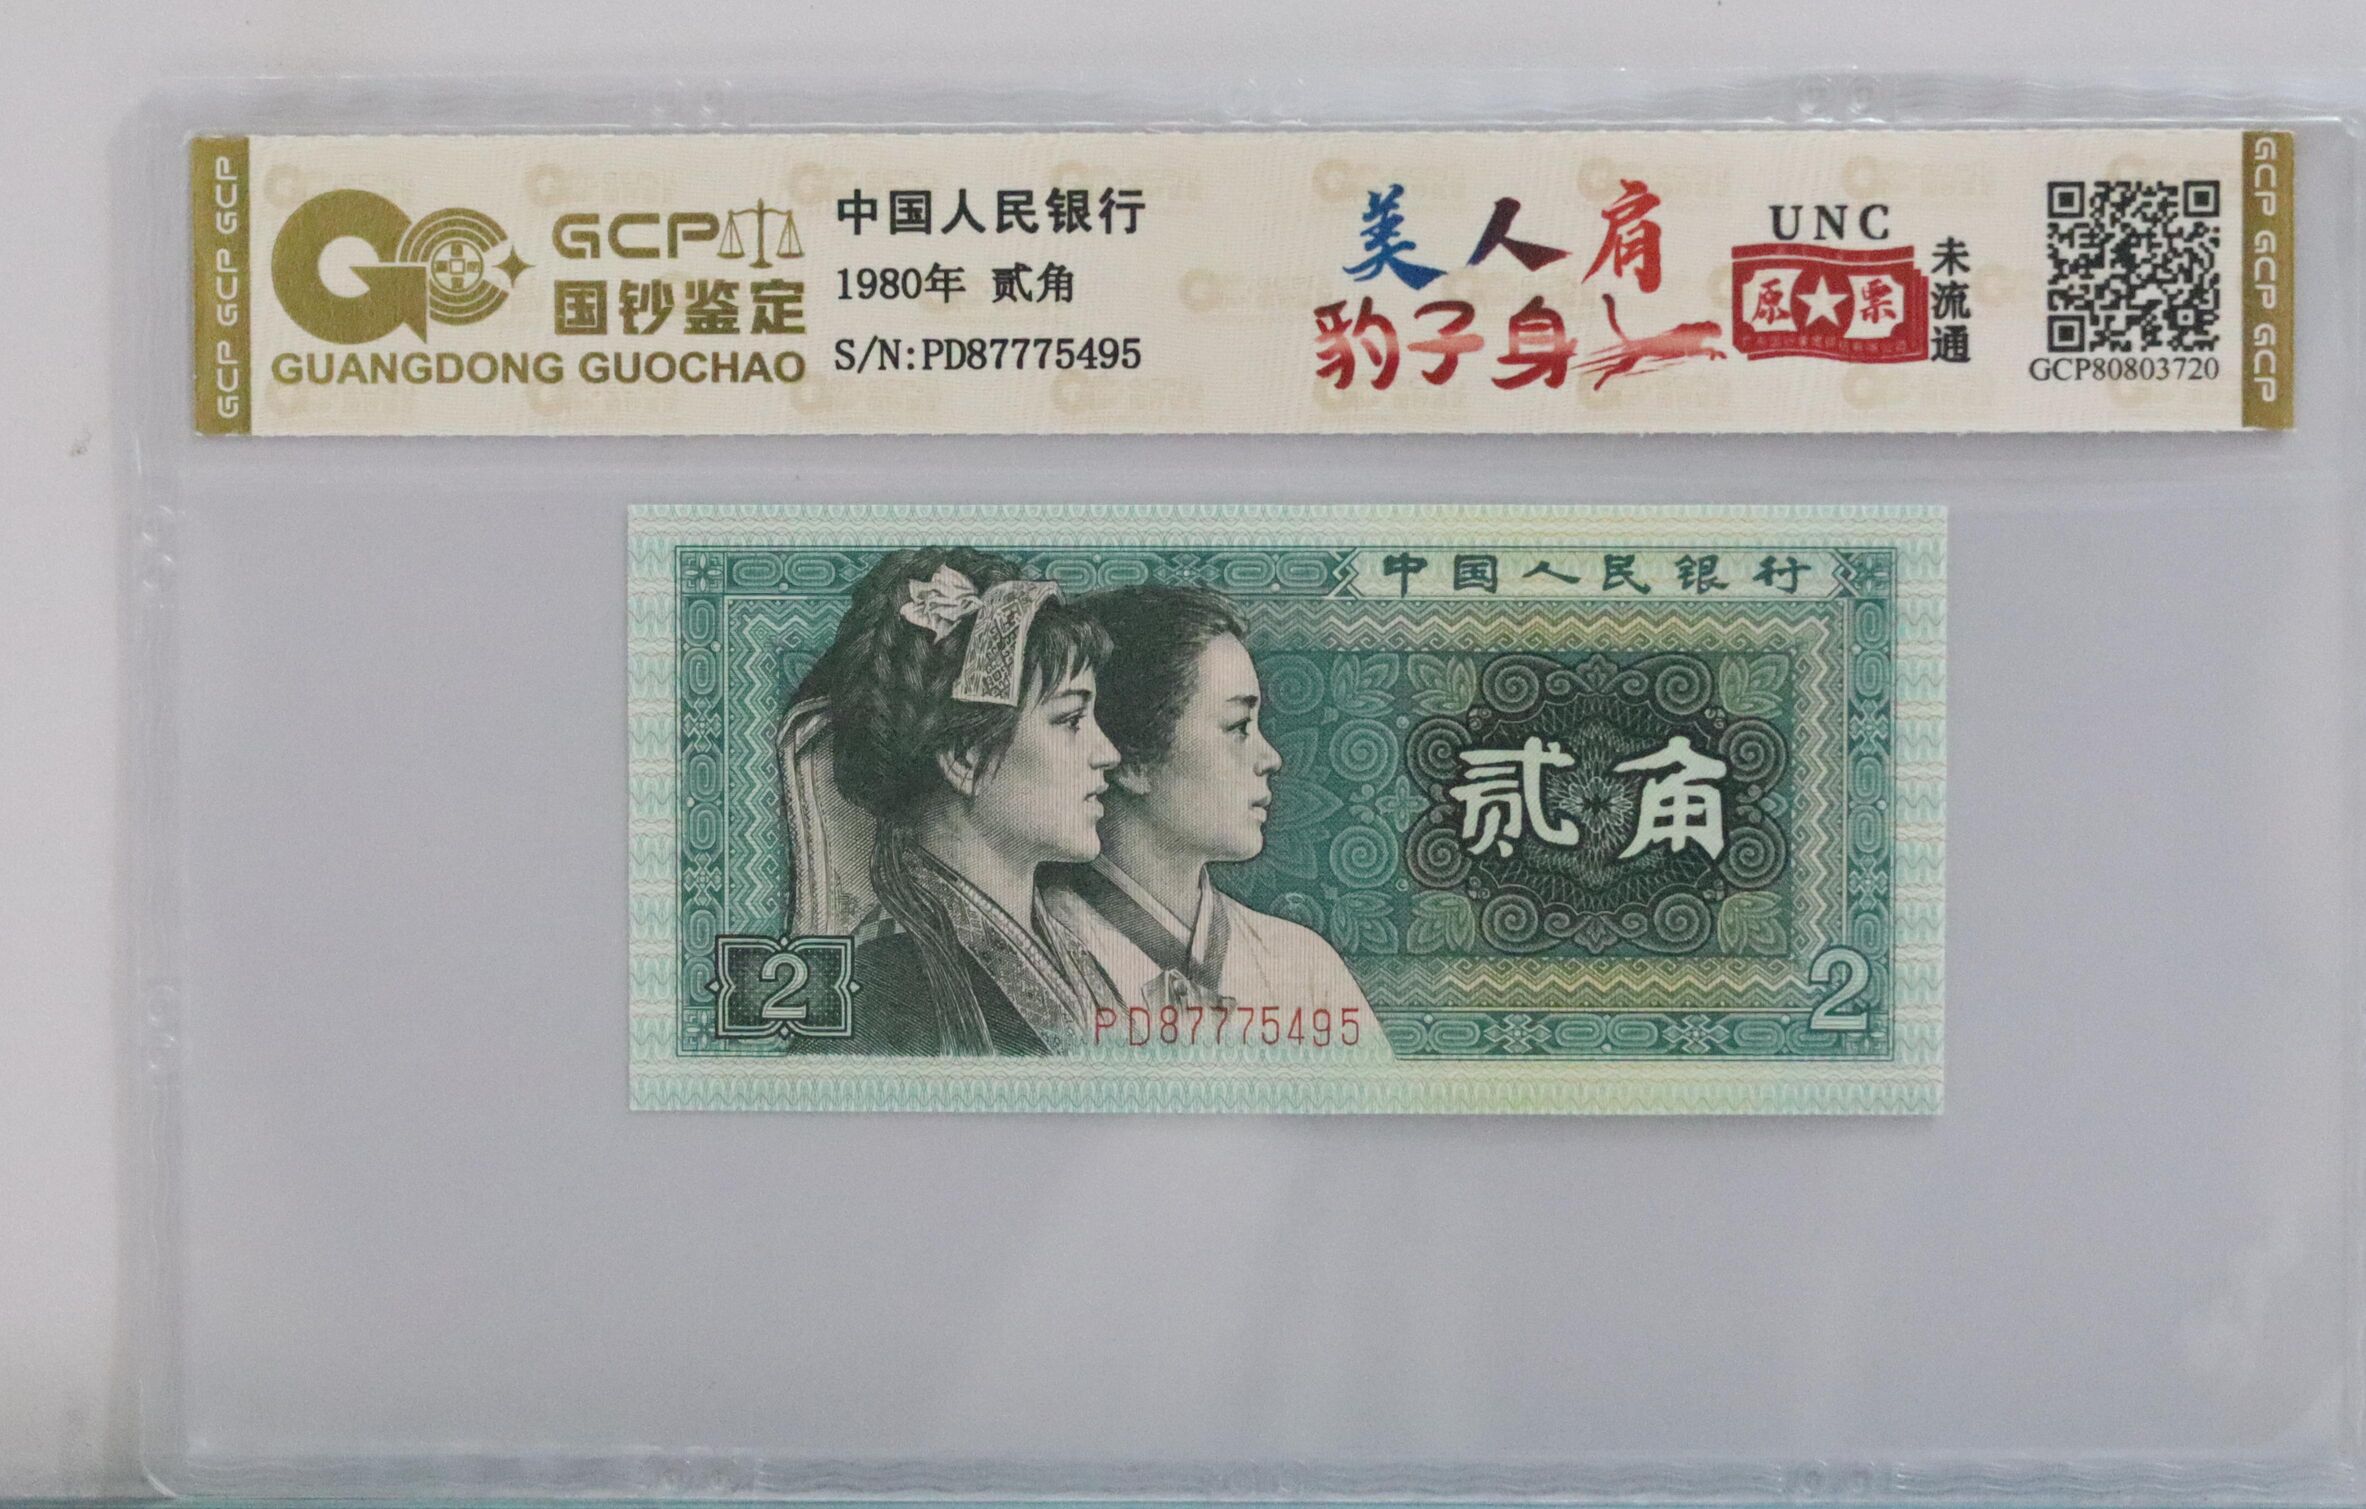 GCP GCP GCP
GCP
国钞鉴定
GUANGDONG GUOCHAO
中国人民银行
1980年 贰角
S/N:PD87775495
美人肩
豹子身
UNC
原票
未流通
GCP80803720
GCP GCP GCP
中国人民银行
贰角
2
PD87775495
2